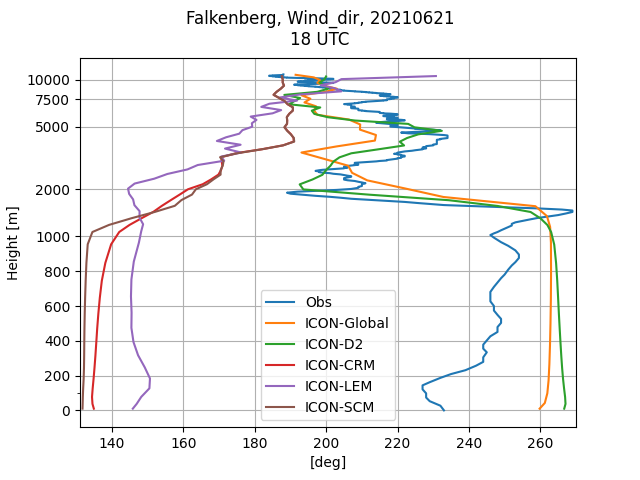 Falkenberg, Wind_dir, 20210621
18 UTC
Height [m]
10000
7500
5000
2000
1000
800
600
400
200
0
Obs
ICON-Global
ICON-D2
ICON-CRM
ICON-LEM
ICON-SCM
140 160 180 200 220 240 260
[deg]